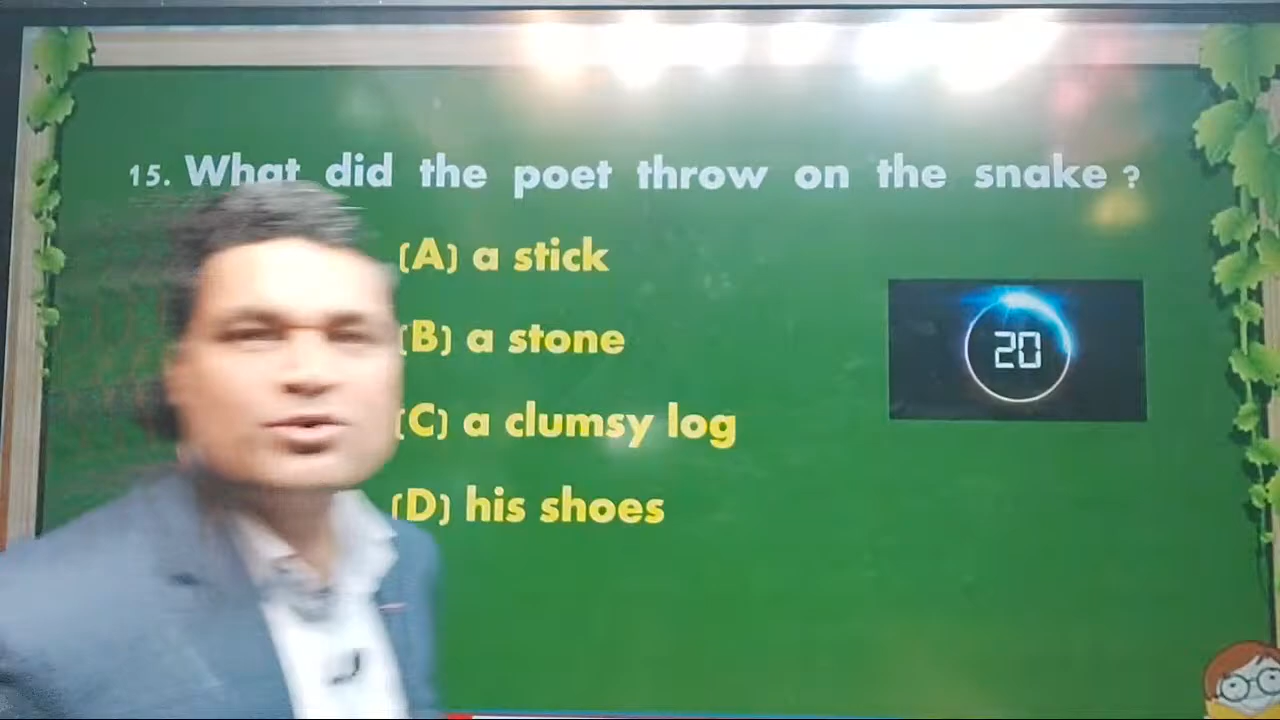 15. What did the poet throw on the snake ?
(A) a stick
(B) a stone
(C) a clumsy log
(D) his shoes
20